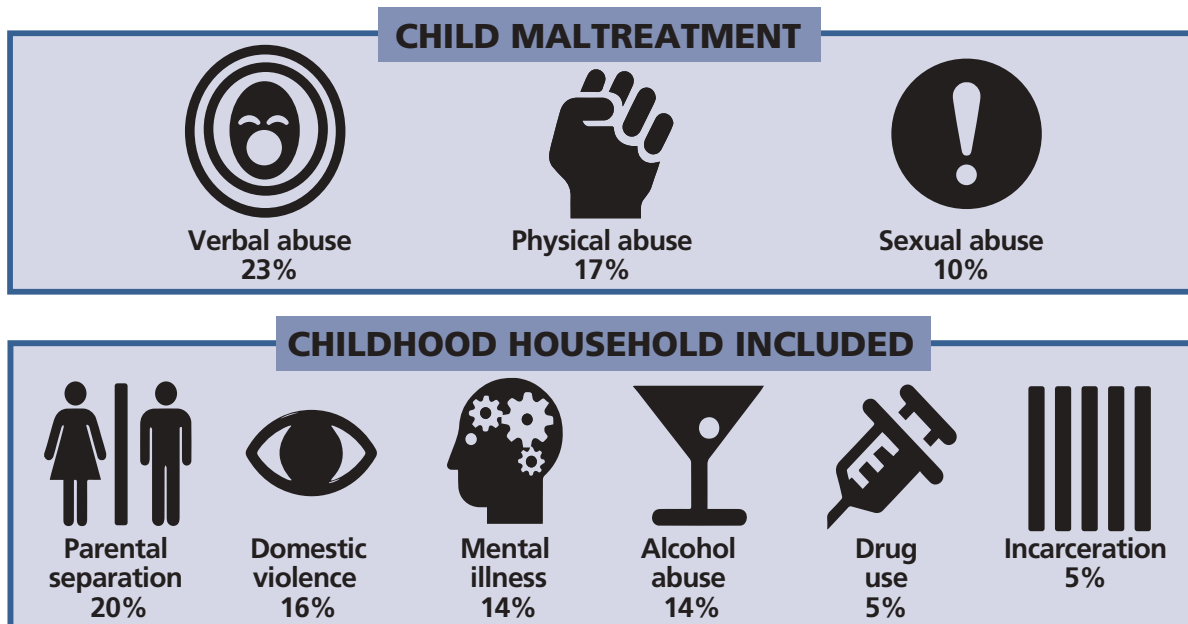 CHILD MALTREATMENT
Verbal abuse
23%
Physical abuse
17%
Sexual abuse
10%
CHILDHOOD HOUSEHOLD INCLUDED
Parental
separation
20%
Domestic
violence
16%
Mental
illness
14%
Alcohol
abuse
14%
Drug
use
5%
Incarceration
5%